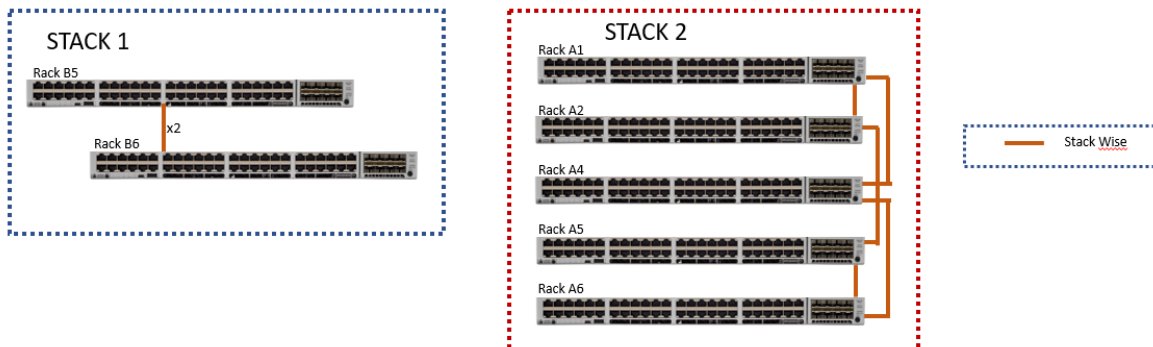 STACK 1
Rack B5
x2
Rack B6
STACK 2
Rack A1
Rack A2
Rack A4
Rack A5
Rack A6
Stack Wise